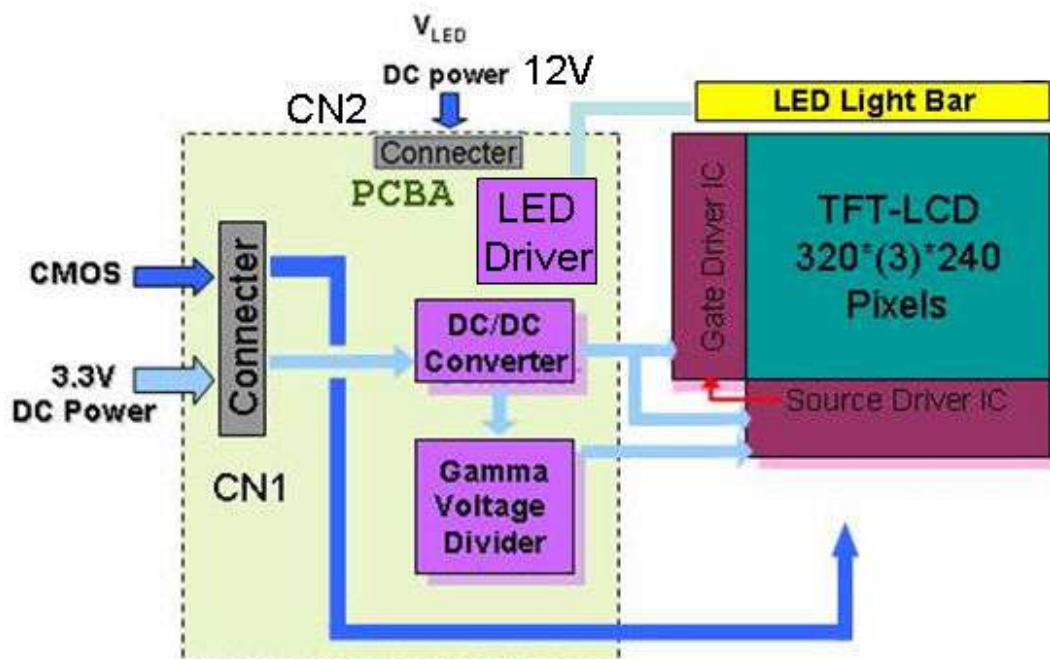 V_LED
DC power 12V
CN2
Connecter
PCBA
LED Light Bar
LED
Driver
Gate Driver IC
TFT-LCD
320*(3)*240
Pixels
CMOS
Connecter
DC/DC
Converter
3.3V
DC Power
Source Driver IC
CN1
Gamma
Voltage
Divider